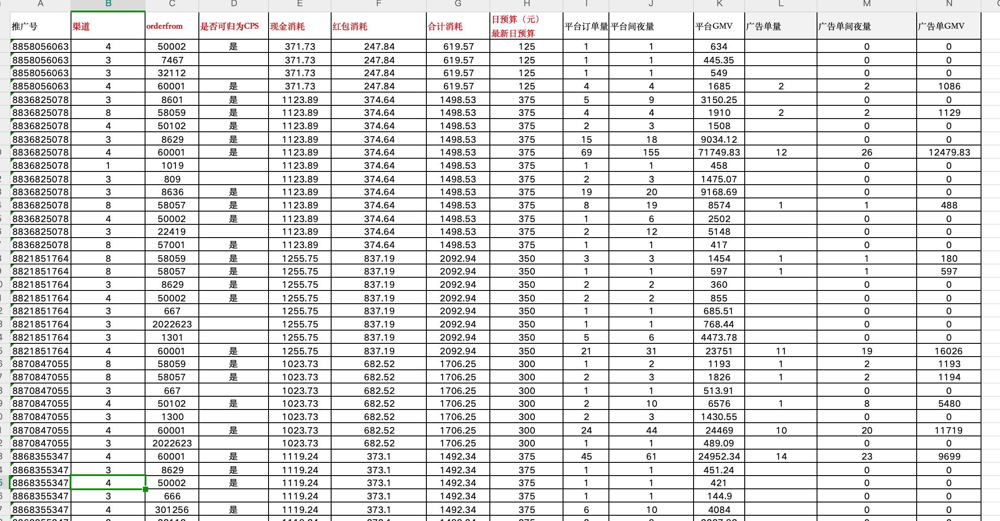 A B C D E F G H I J K L M N
推广号 渠道 orderfrom 是否可归为CPS 现金消耗 红包消耗 合计消耗 日预算（元） 最新日预算 平台订单量 平台间夜量 平台GMV 广告单量 广告单间夜量 广告单GMV
8858056063 4 50002 是 371.73 247.84 619.57 125 1 1 634 0 0
8858056063 3 7467 371.73 247.84 619.57 125 1 1 445.35 0 0
8858056063 3 32112 371.73 247.84 619.57 125 1 1 549 0 0
8858056063 4 60001 是 371.73 247.84 619.57 125 4 4 1685 2 2 1086
8836825078 3 8601 是 1123.89 374.64 1498.53 375 5 9 3150.25 0 0
8836825078 8 58059 是 1123.89 374.64 1498.53 375 4 4 1910 2 2 1129
8836825078 4 50102 是 1123.89 374.64 1498.53 375 2 3 1508 0 0
8836825078 3 8629 是 1123.89 374.64 1498.53 375 15 18 9034.12 0 0
8836825078 4 60001 是 1123.89 374.64 1498.53 375 69 155 71749.83 12 26 12479.83
8836825078 1 1019 1123.89 374.64 1498.53 375 1 1 458 0 0
8836825078 3 809 1123.89 374.64 1498.53 375 2 3 1475.07 0 0
8836825078 3 8636 是 1123.89 374.64 1498.53 375 19 20 9168.69 0 0
8836825078 8 58057 是 1123.89 374.64 1498.53 375 8 19 8574 1 1 488
8836825078 4 50002 是 1123.89 374.64 1498.53 375 1 6 2502 0 0
8836825078 3 22419 1123.89 374.64 1498.53 375 2 12 5148 0 0
8836825078 8 57001 是 1123.89 374.64 1498.53 375 1 1 417 0 0
8821851764 8 58059 是 1255.75 837.19 2092.94 350 3 3 1454 1 1 180
8821851764 8 58057 是 1255.75 837.19 2092.94 350 1 1 597 1 1 597
8821851764 3 8629 是 1255.75 837.19 2092.94 350 2 2 360 0 0
8821851764 4 50002 是 1255.75 837.19 2092.94 350 2 2 855 0 0
8821851764 3 667 1255.75 837.19 2092.94 350 1 1 685.51 0 0
8821851764 3 2022623 1255.75 837.19 2092.94 350 1 1 768.44 0 0
8821851764 3 1301 1255.75 837.19 2092.94 350 5 6 4473.78 0 0
8821851764 4 60001 是 1255.75 837.19 2092.94 350 21 31 23751 11 19 16026
8870847055 8 58059 是 1023.73 682.52 1706.25 300 1 2 1193 1 2 1193
8870847055 8 58057 是 1023.73 682.52 1706.25 300 2 3 1826 1 2 1194
8870847055 3 667 1023.73 682.52 1706.25 300 1 1 513.91 0 0
8870847055 4 50102 是 1023.73 682.52 1706.25 300 2 10 6576 1 8 5480
8870847055 3 1300 1023.73 682.52 1706.25 300 2 3 1430.55 0 0
8870847055 4 60001 是 1023.73 682.52 1706.25 300 24 44 24469 10 20 11719
8870847055 3 2022623 1023.73 682.52 1706.25 300 1 1 489.09 0 0
8868355347 4 60001 是 1119.24 373.1 1492.34 375 45 61 24952.34 14 23 9699
8868355347 3 8629 是 1119.24 373.1 1492.34 375 1 1 451.24 0 0
8868355347 4 50002 是 1119.24 373.1 1492.34 375 1 1 421 0 0
8868355347 3 666 1119.24 373.1 1492.34 375 1 1 144.9 0 0
8868355347 4 301256 是 1119.24 373.1 1492.34 375 6 10 4084 0 0